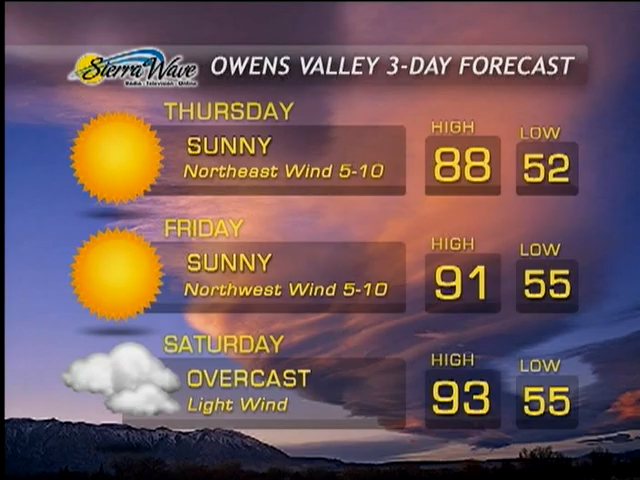 Sierra Wave
Radio · Television · Online
OWENS VALLEY 3-DAY FORECAST
THURSDAY
SUNNY
Northeast Wind 5-10
HIGH
88
LOW
52
FRIDAY
SUNNY
Northwest Wind 5-10
HIGH
91
LOW
55
SATURDAY
OVERCAST
Light Wind
HIGH
93
LOW
55